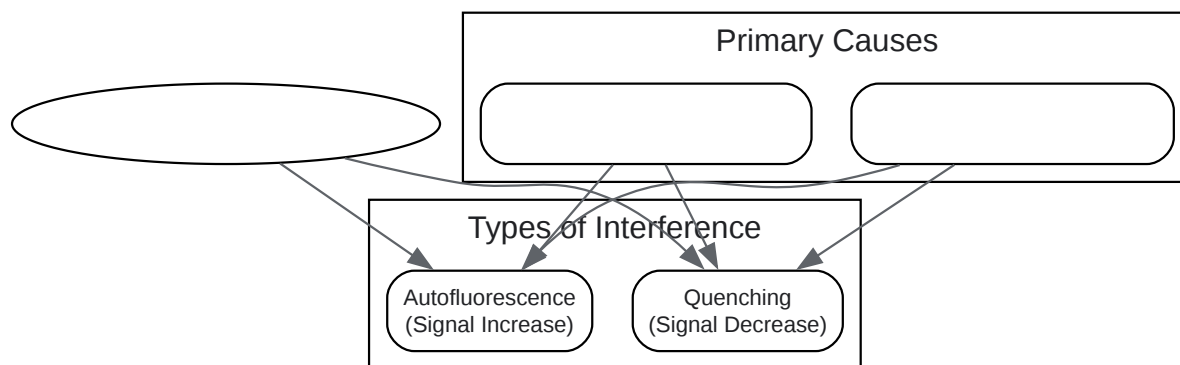 Primary Causes
Types of Interference
Autofluorescence
(Signal Increase)
Quenching
(Signal Decrease)